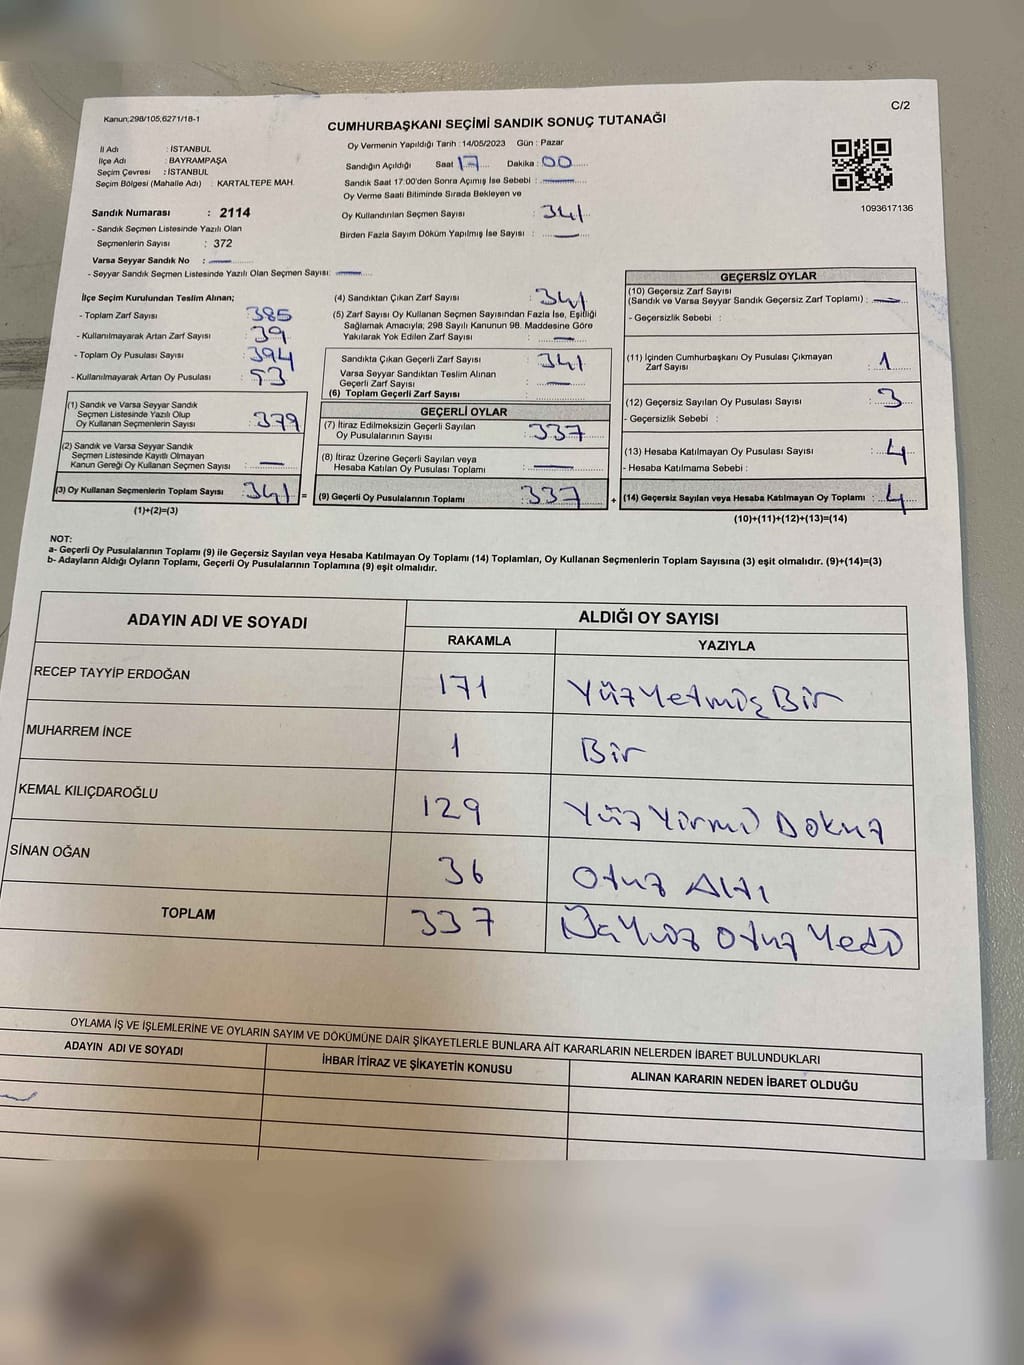 Kanun;298/105;6271/18-1
C/2
CUMHURBAŞKANI SEÇİMİ SANDIK SONUÇ TUTANAĞI
İl Adı : İSTANBUL
İlçe Adı : BAYRAMPAŞA
Seçim Çevresi : İSTANBUL
Seçim Bölgesi (Mahalle Adı) : KARTALTEPE MAH.
Sandık Numarası : 2114
- Sandık Seçmen Listesinde Yazılı Olan
Seçmenlerin Sayısı : 372
Varsa Seyyar Sandık No : —
- Seyyar Sandık Seçmen Listesinde Yazılı Olan Seçmen Sayısı: —
Oy Vermenin Yapıldığı Tarih : 14/05/2023 Gün : Pazar
Sandığın Açıldığı Saat 17 Dakika : 00
Sandık Saat 17:00'den Sonra Açımış İse Sebebi : —
Oy Verme Saati Bitiminde Sırada Bekleyen ve
Oy Kullandırılan Seçmen Sayısı : 341
Birden Fazla Sayım Döküm Yapılmış İse Sayısı : —
1093617136
İlçe Seçim Kurulundan Teslim Alınan;
- Toplam Zarf Sayısı : 385
- Kullanılmayarak Artan Zarf Sayısı : 39
- Toplam Oy Pusulası Sayısı : 394
- Kullanılmayarak Artan Oy Pusulası : 53
(1) Sandık ve Varsa Seyyar Sandık
Seçmen Listesinde Yazılı Olup
Oy Kullanan Seçmen Sayısı : 379
(2) Sandık ve Varsa Seyyar Sandık
Seçmen Listesinde Kayıtlı Olmayan
Kanun Gereği Oy Kullanan Seçmen Sayısı : —
(3) Oy Kullanan Seçmenlerin Toplam Sayısı : 341 =
(1)+(2)=(3)
(4) Sandıktan Çıkan Zarf Sayısı : 341
(5) Zarf Sayısı Oy Kullanan Seçmen Sayısından Fazla İse, Eşitliği
Sağlamak Amacıyla; 298 Sayılı Kanunun 98. Maddesine Göre
Yakılarak Yok Edilen Zarf Sayısı : —
Sandıkta Çıkan Geçerli Zarf Sayısı : 341
Varsa Seyyar Sandıktan Teslim Alınan
Geçerli Zarf Sayısı : —
(6) Toplam Geçerli Zarf Sayısı
GEÇERLİ OYLAR
(7) İtiraz Edilmeksizin Geçerli Sayılan
Oy Pusulalarının Sayısı : 337
(8) İtiraz Üzerine Geçerli Sayılan veya
Hesaba Katılan Oy Pusulası Toplamı : —
(9) Geçerli Oy Pusulalarının Toplamı : 337 +
GEÇERSİZ OYLAR
(10) Geçersiz Zarf Sayısı
(Sandık ve Varsa Seyyar Sandık Geçersiz Zarf Toplamı) : —
- Geçersizlik Sebebi :
(11) İçinden Cumhurbaşkanı Oy Pusulası Çıkmayan
Zarf Sayısı : 1
(12) Geçersiz Sayılan Oy Pusulası Sayısı : 3
- Geçersizlik Sebebi :
(13) Hesaba Katılmayan Oy Pusulası Sayısı : 4
- Hesaba Katılmama Sebebi :
(14) Geçersiz Sayılan veya Hesaba Katılmayan Oy Toplamı : 4
(10)+(11)+(12)+(13)=(14)
NOT:
a- Geçerli Oy Pusulalarının Toplamı (9) ile Geçersiz Sayılan veya Hesaba Katılmayan Oy Toplamı (14) Toplamları, Oy Kullanan Seçmenlerin Toplam Sayısına (3) eşit olmalıdır. (9)+(14)=(3)
b- Adayların Aldığı Oyların Toplamı, Geçerli Oy Pusulalarının Toplamına (9) eşit olmalıdır.
ADAYIN ADI VE SOYADI
ALDIĞI OY SAYISI
RAKAMLA YAZIYLA
RECEP TAYYİP ERDOĞAN 171 YüzYetmiş Bir
MUHARREM İNCE 1 Bir
KEMAL KILIÇDAROĞLU 129 Yüz Yirmi Dokuz
SİNAN OĞAN 36 Otuz Altı
TOPLAM 337 Üçyüz Otuz Yedi
OYLAMA İŞ VE İŞLEMLERİNE VE OYLARIN SAYIM VE DÖKÜMÜNE DAİR ŞİKAYETLERLE BUNLARA AİT KARARLARIN NELERDEN İBARET BULUNDUKLARI
ADAYIN ADI VE SOYADI İHBAR İTİRAZ VE ŞİKAYETİN KONUSU ALINAN KARARIN NEDEN İBARET OLDUĞU